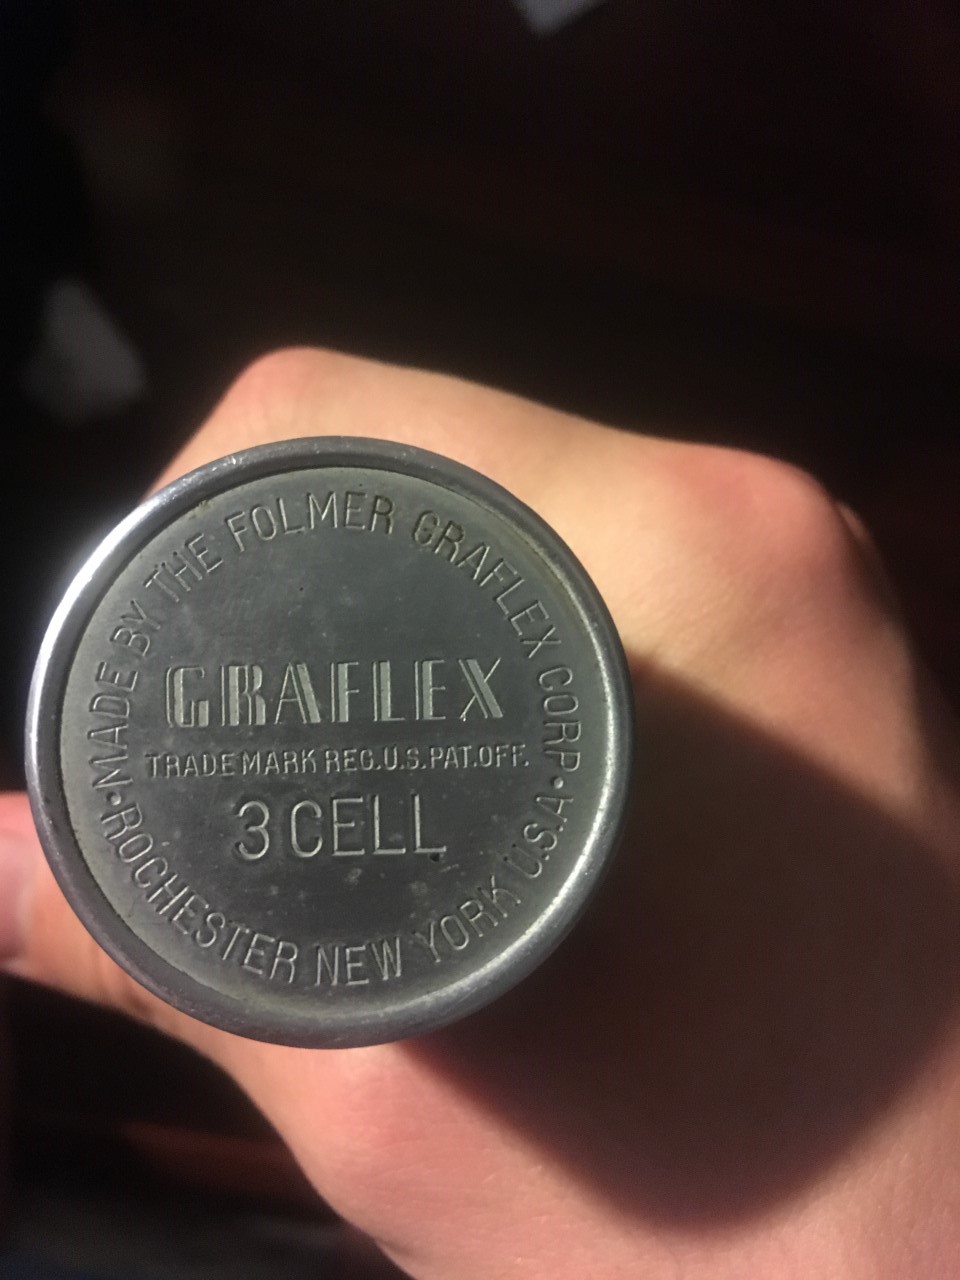 MADE BY THE FOLMER GRAFLEX CORP.
GRAFLEX
TRADE MARK REG. U.S. PAT. OFF.
3 CELL
ROCHESTER NEW YORK U.S.A.